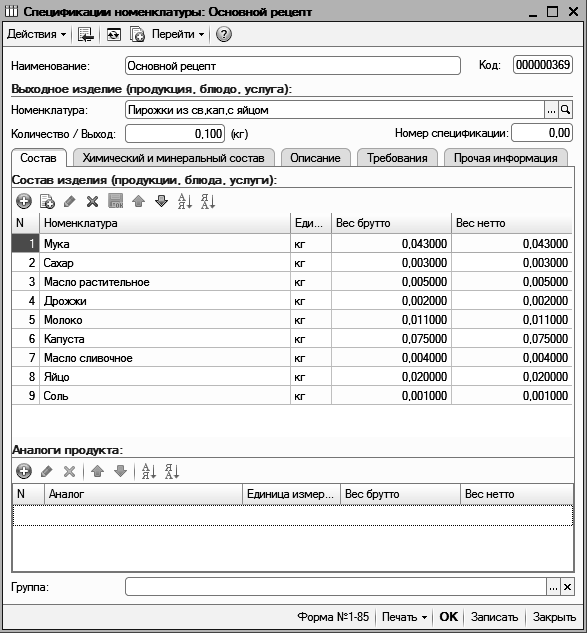 Спецификации номенклатуры: Основной рецепт
Действия Перейти
Наименование: Основной рецепт Код: 000000369
Выходное изделие (продукция, блюдо, услуга):
Номенклатура: Пирожки из св,кап,с яйцом ...
Количество / Выход: 0,100 (кг) Номер спецификации: 0,00
Состав Химический и минеральный состав Описание Требования Прочая информация
Состав изделия (продукции, блюда, услуги):
N Номенклатура Еди... Вес брутто Вес нетто
1 Мука кг 0,043000 0,043000
2 Сахар кг 0,003000 0,003000
3 Масло растительное кг 0,005000 0,005000
4 Дрожжи кг 0,002000 0,002000
5 Молоко кг 0,011000 0,011000
6 Капуста кг 0,075000 0,075000
7 Масло сливочное кг 0,004000 0,004000
8 Яйцо кг 0,020000 0,020000
9 Соль кг 0,001000 0,001000
Аналоги продукта:
N Аналог Единица измер... Вес брутто Вес нетто
Группа: ...
Форма №1-85 Печать OK Записать Закрыть